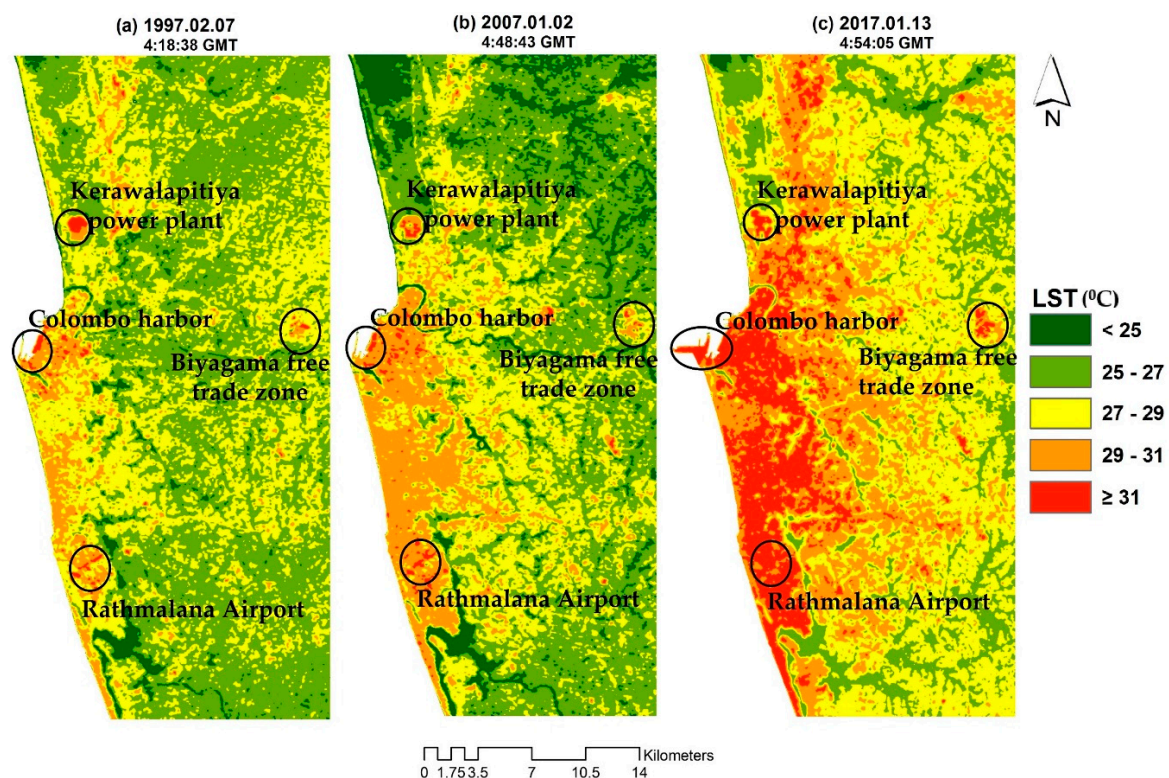 (a) 1997.02.07
4:18:38 GMT
(b) 2007.01.02
4:48:43 GMT
(c) 2017.01.13
4:54:05 GMT
N
Kerawalapitiya
power plant
Colombo harbor
Biyagama free
trade zone
Rathmalana Airport
Kerawalapitiya
power plant
Colombo harbor
Biyagama free
trade zone
Rathmalana Airport
Kerawalapitiya
power plant
Colombo harbor
Biyagama free
trade zone
Rathmalana Airport
LST (⁰C)
< 25
25 - 27
27 - 29
29 - 31
≥ 31
Kilometers
0 1.75 3.5 7 10.5 14